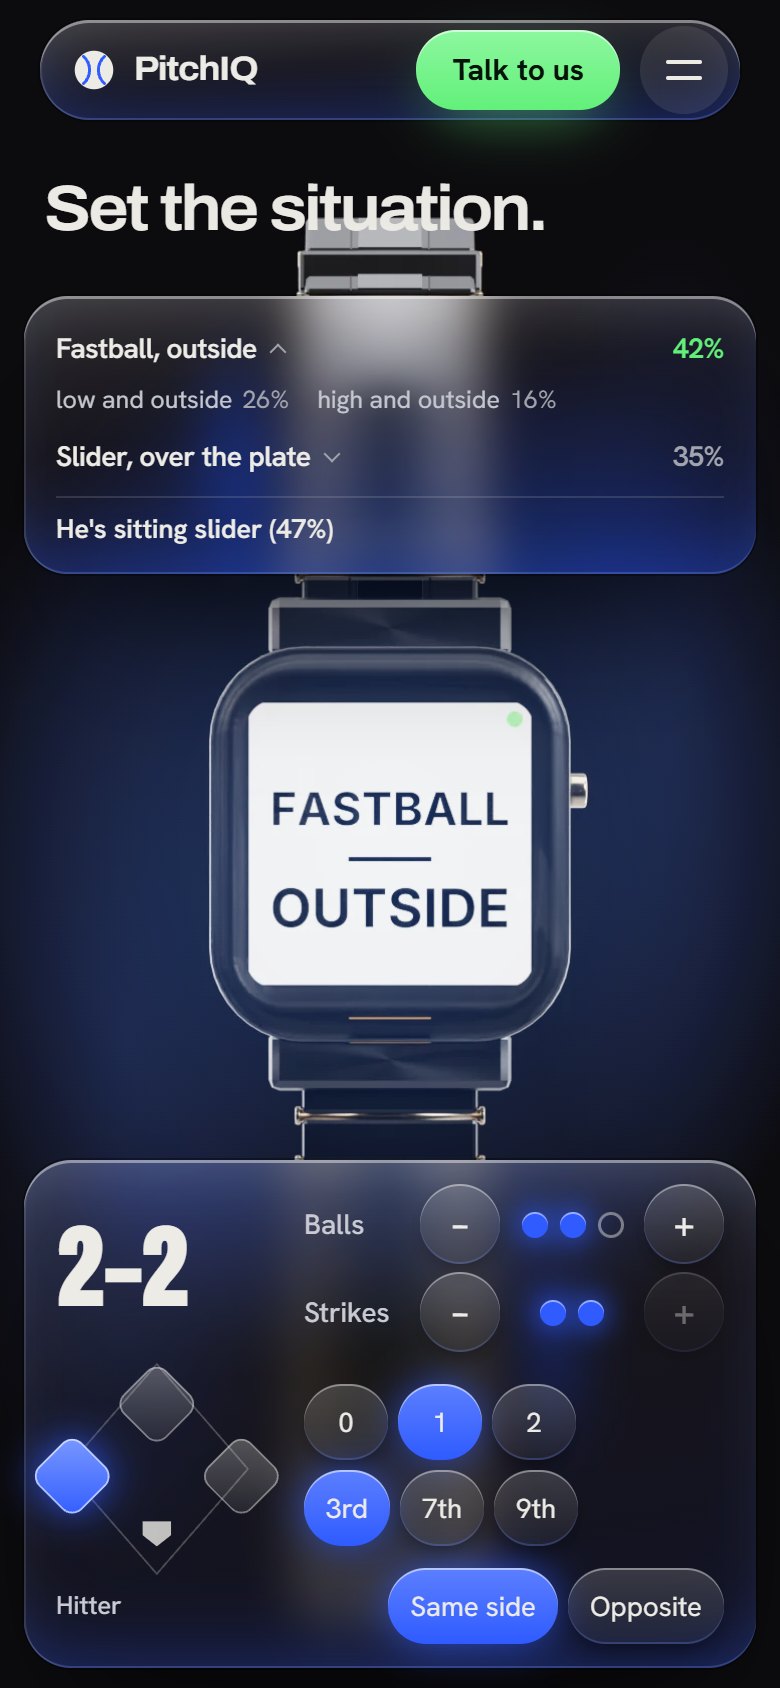 PitchIQ
Talk to us
Set the situation.
Fastball, outside 42%
low and outside 26% high and outside 16%
Slider, over the plate 35%
He's sitting slider (47%)
FASTBALL
OUTSIDE
2–2
Balls – +
Strikes – +
0 1 2
3rd 7th 9th
Hitter Same side Opposite